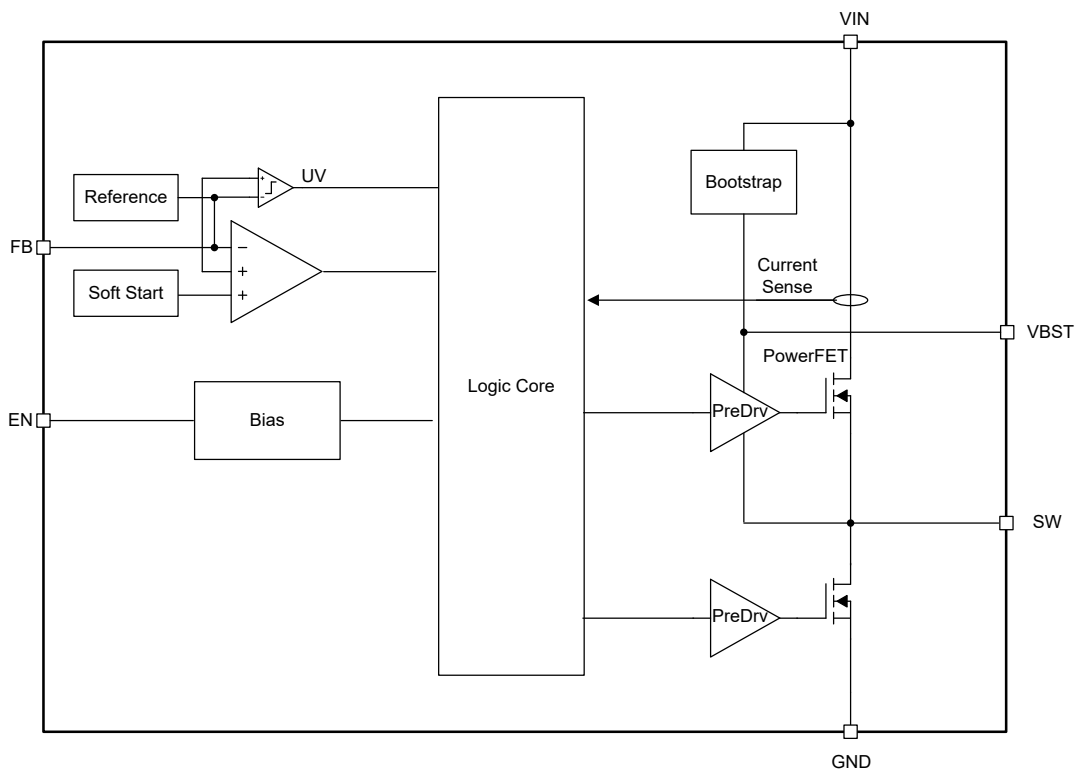 VIN
Reference
+
-
UV
Bootstrap
FB
−
+
+
Soft Start
Current
Sense
VBST
PowerFET
Logic Core
EN
Bias
PreDrv
SW
PreDrv
GND